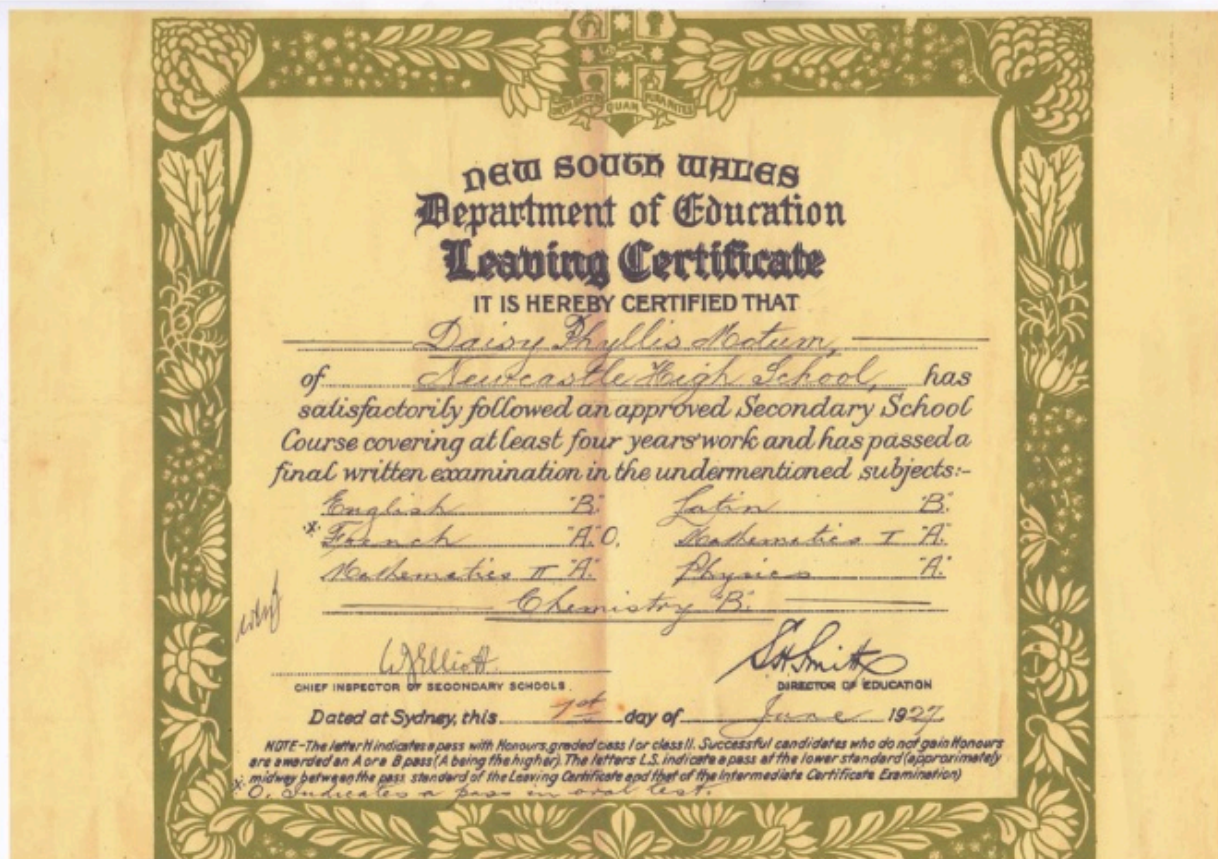 QUAM
NEW SOUTH WALES
Department of Education
Leaving Certificate
IT IS HEREBY CERTIFIED THAT
Daisy Phyllis Motum,
of Newcastle High School, has
satisfactorily followed an approved Secondary School
Course covering at least four years' work and has passed a
final written examination in the undermentioned subjects:-
English "B." Latin "B."
* French "A." O. Mathematics I "A."
Mathematics II "A." Physics "A."
Chemistry "B."
WJElliott. SHSmith
CHIEF INSPECTOR OF SECONDARY SCHOOLS. DIRECTOR OF EDUCATION
Dated at Sydney, this 1st day of June 1927.
NOTE-The letter H indicates a pass with Honours, graded class I or class II. Successful candidates who do not gain Honours
are awarded an A or a B pass (A being the higher). The letters L.S. indicate a pass at the lower standard (approximately
midway between the pass standard of the Leaving Certificate and that of the Intermediate Certificate Examination)
* O. Indicates a pass in oral test.